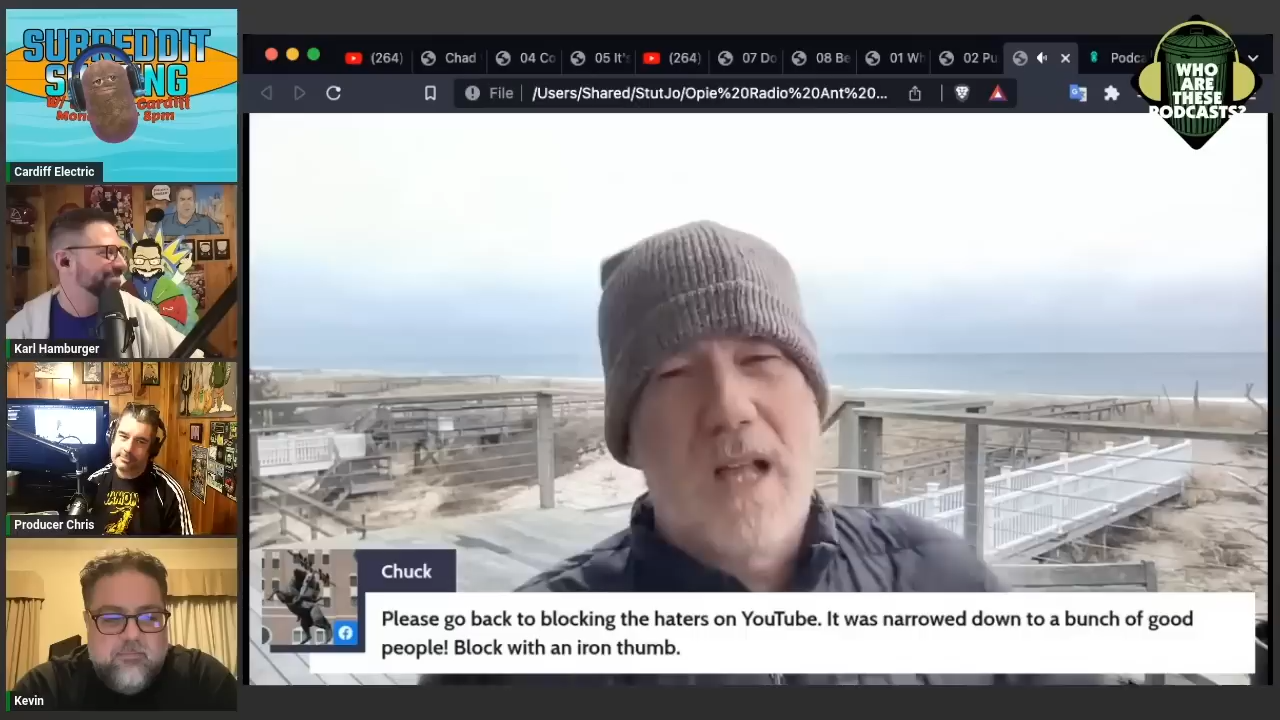 SUBREDDIT
Cardiff
8pm
Cardiff Electric
Karl Hamburger
Producer Chris
Kevin
(264)
Chad
04 Co
05 It's
(264)
07 Do
08 Be
01 Wh
02 Pu
Podca
File
/Users/Shared/StutJo/Opie%20Radio%20Ant%20...
WHO
ARE
THESE
PODCASTS?
Chuck
Please go back to blocking the haters on YouTube. It was narrowed down to a bunch of good
people! Block with an iron thumb.